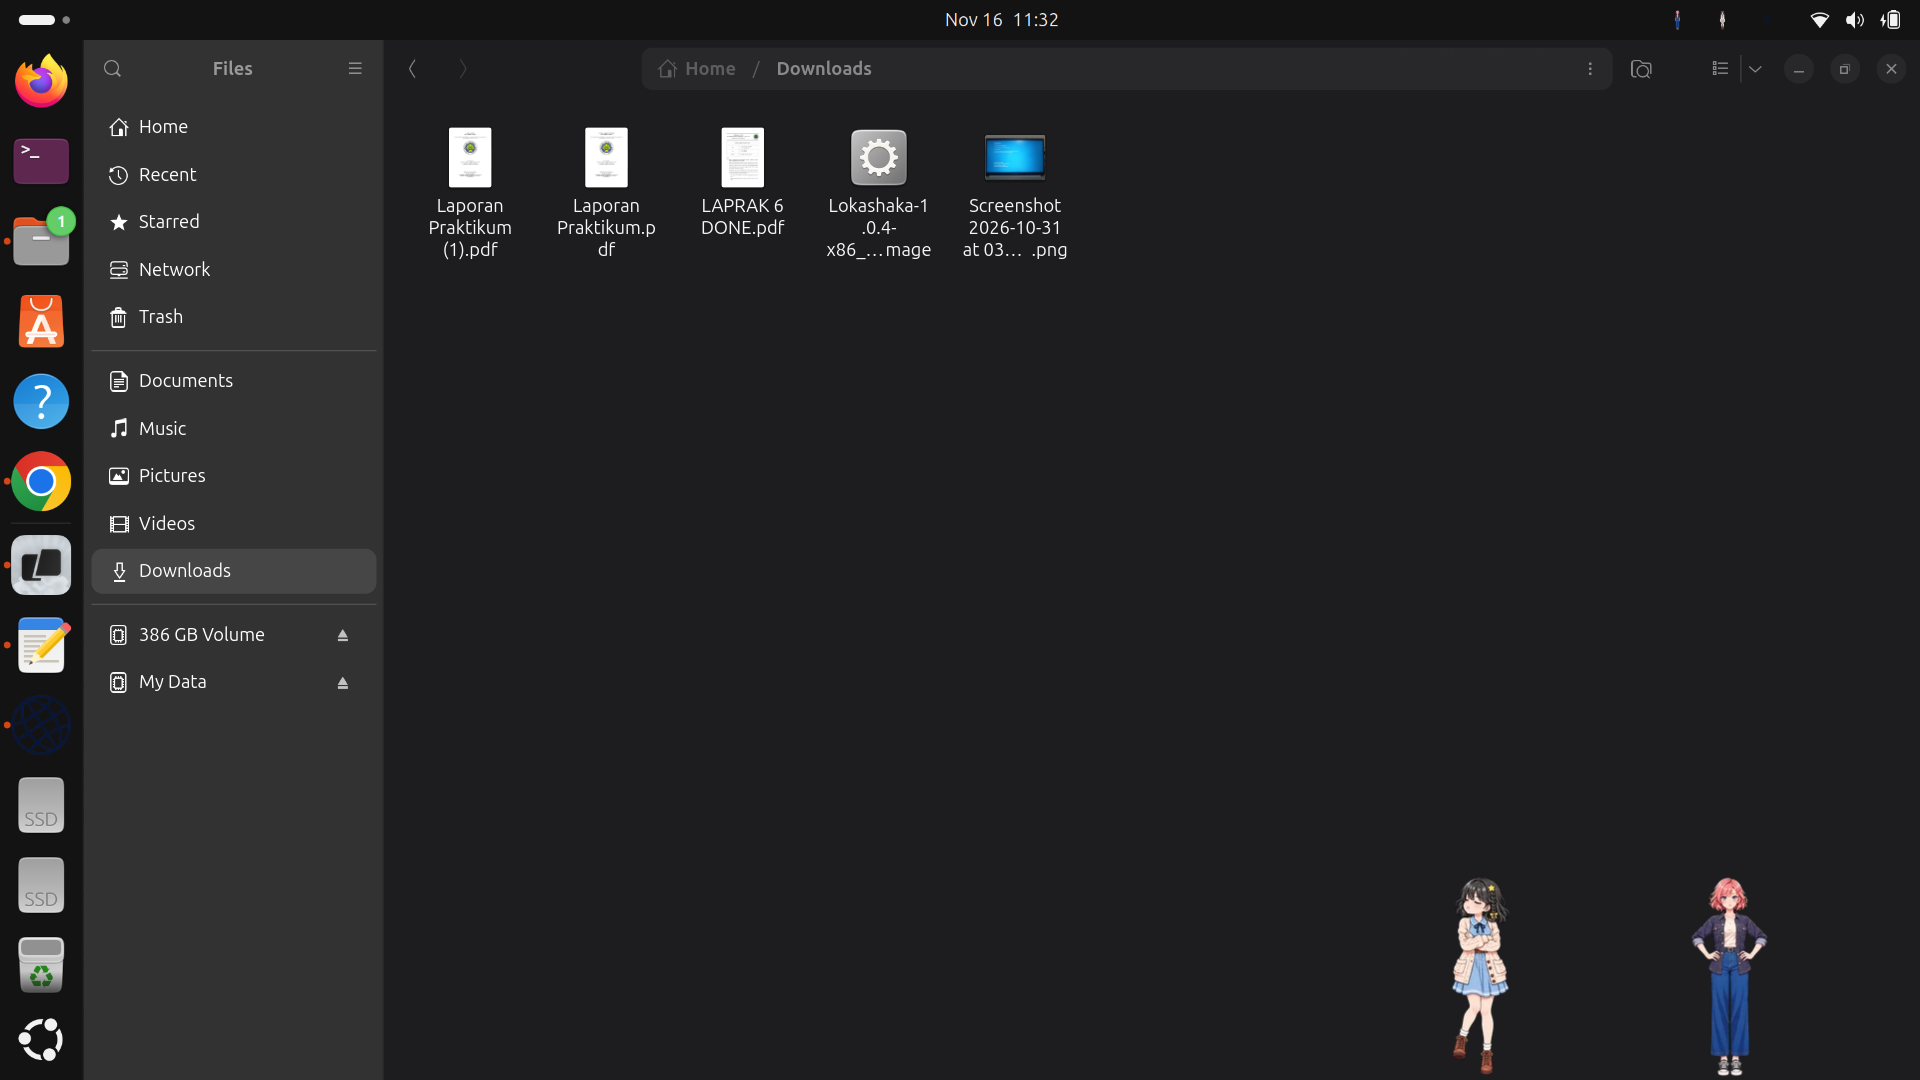 Nov 16 11:32
Files
Home / Downloads
Home
Recent
Starred
Network
Trash
Documents
Music
Pictures
Videos
Downloads
386 GB Volume
My Data
Laporan
Praktikum
(1).pdf
Laporan
Praktikum.p
df
LAPRAK 6
DONE.pdf
Lokashaka-1
.0.4-
x86_…mage
Screenshot
2026-10-31
at 03… .png
>_
1
A
?
SSD
SSD